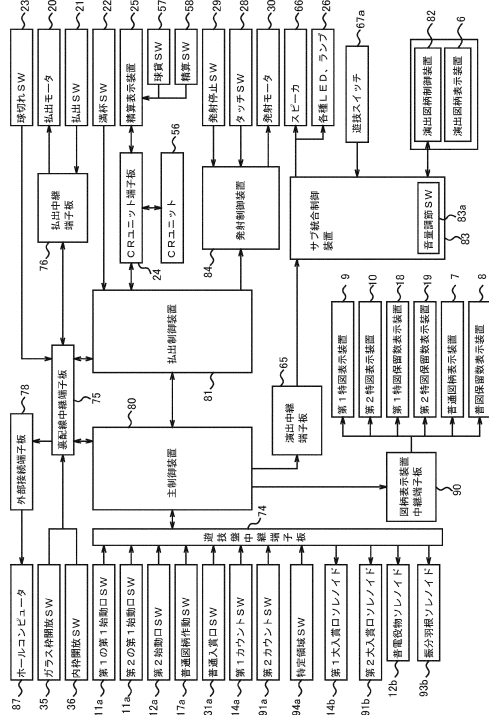 23
球切れSW
20
払出モータ
21
払出SW
22
満杯SW
25
精算表示装置
57
球貸SW
58
精算SW
29
発射停止SW
28
タッチSW
30
発射モータ
66
スピーカ
26
各種LED、ランプ
67a
遊技スイッチ
82
演出図柄制御装置
6
演出図柄表示装置
払出中継
端子板
76
CRユニット端子板
24
CRユニット
56
発射制御装置
84
サブ統合制御
装置
音量調節SW
83a
83
78
外部接続端子板
裏配線中継端子板
75
払出制御装置
81
80
主制御装置
65
演出中継
端子板
9
第1特図表示装置
10
第2特図表示装置
18
第1特図保留数表示装置
19
第2特図保留数表示装置
7
普通図柄表示装置
8
普図保留数表示装置
図柄表示装置
中継端子板
90
74
遊技盤中継端子板
87
ホールコンピュータ
35
ガラス枠開放SW
36
内枠開放SW
11a
第1の第1始動口SW
11a
第2の第1始動口SW
12a
第2始動口SW
17a
普通図柄作動SW
31a
普通入賞口SW
14a
第1カウントSW
91a
第2カウントSW
94a
特定領域SW
14b
第1大入賞口ソレノイド
91b
第2大入賞口ソレノイド
12b
普電役物ソレノイド
93b
振分羽根ソレノイド